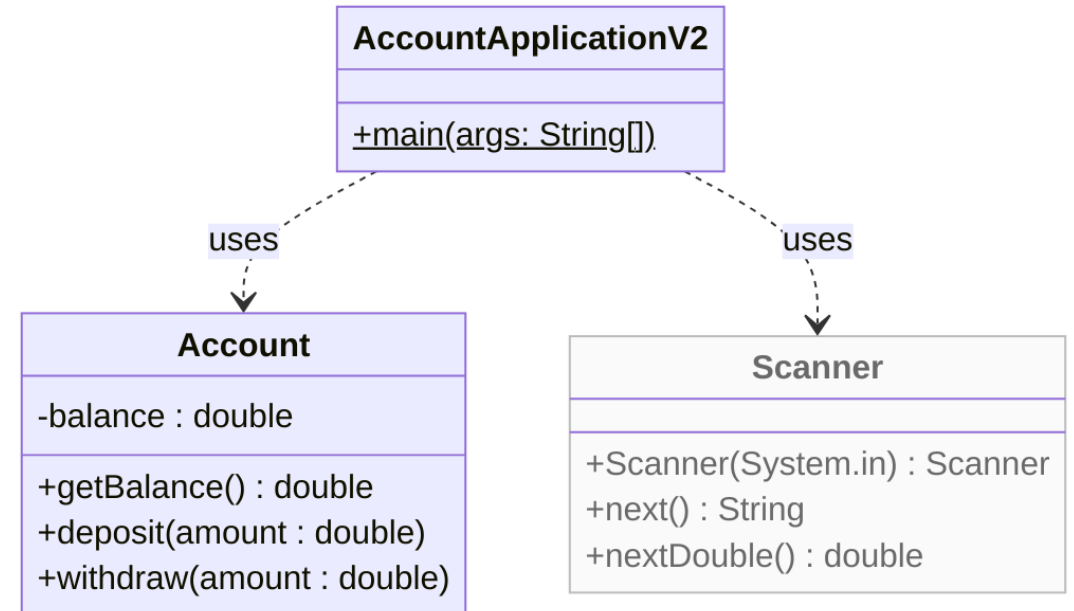 AccountApplicationV2
+main(args: String[])
uses
uses
Account
-balance : double
+getBalance() : double
+deposit(amount : double)
+withdraw(amount : double)
Scanner
+Scanner(System.in) : Scanner
+next() : String
+nextDouble() : double